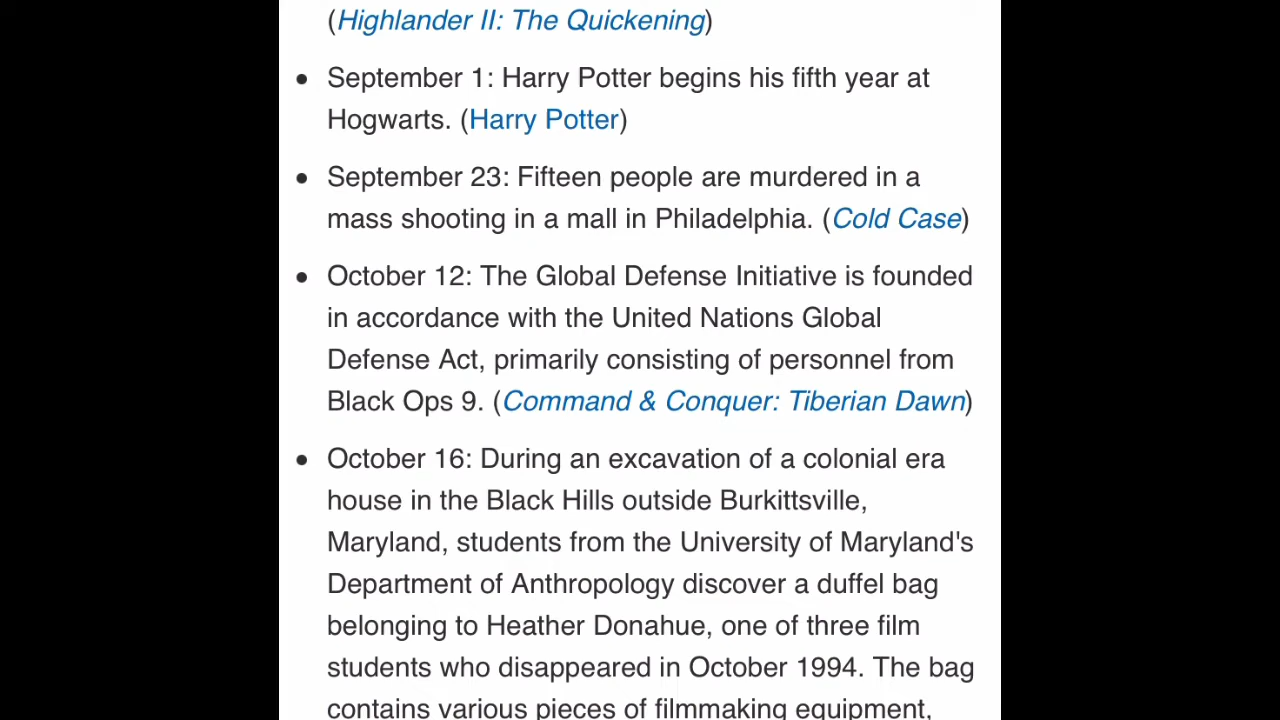 (Highlander II: The Quickening)
• September 1: Harry Potter begins his fifth year at
Hogwarts. (Harry Potter)
• September 23: Fifteen people are murdered in a
mass shooting in a mall in Philadelphia. (Cold Case)
• October 12: The Global Defense Initiative is founded
in accordance with the United Nations Global
Defense Act, primarily consisting of personnel from
Black Ops 9. (Command & Conquer: Tiberian Dawn)
• October 16: During an excavation of a colonial era
house in the Black Hills outside Burkittsville,
Maryland, students from the University of Maryland's
Department of Anthropology discover a duffel bag
belonging to Heather Donahue, one of three film
students who disappeared in October 1994. The bag
contains various pieces of filmmaking equipment,